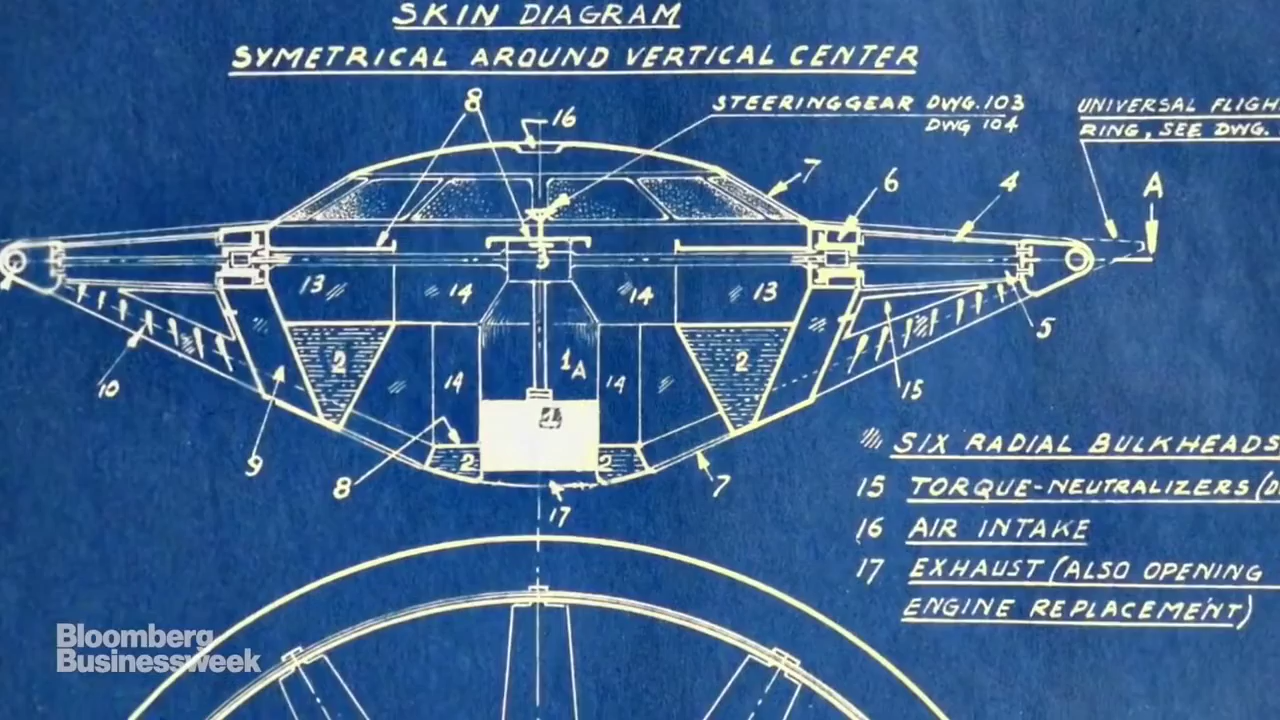 SKIN DIAGRAM
SYMETRICAL AROUND VERTICAL CENTER
8
16
STEERINGGEAR DWG.103
DWG 104
UNIVERSAL FLIGH
RING, SEE DWG.
7
6
4
A
3
13
14
14
13
5
2
1A
2
10
14
14
15
1
9
8
2
2
7
17
SIX RADIAL BULKHEADS
15 TORQUE-NEUTRALIZERS (D
16 AIR INTAKE
17 EXHAUST (ALSO OPENING
ENGINE REPLACEMENT)
Bloomberg
Businessweek